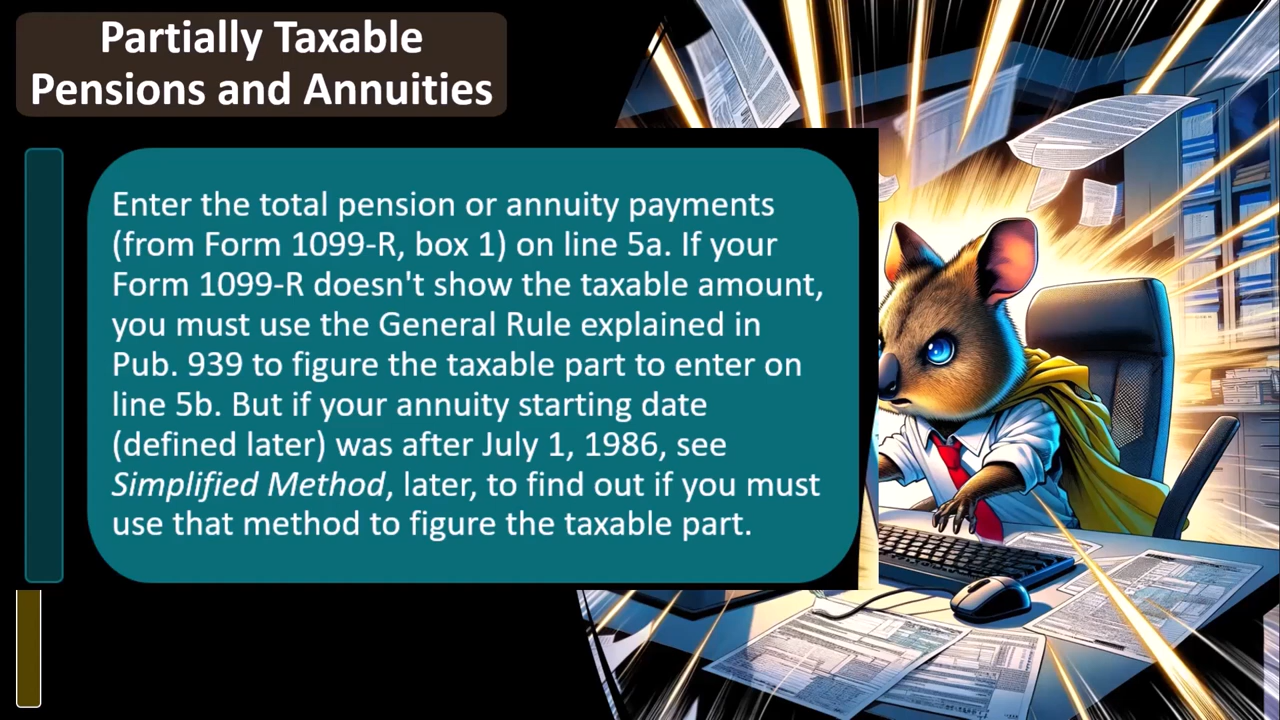 Partially Taxable
Pensions and Annuities
Enter the total pension or annuity payments
(from Form 1099-R, box 1) on line 5a. If your
Form 1099-R doesn't show the taxable amount,
you must use the General Rule explained in
Pub. 939 to figure the taxable part to enter on
line 5b. But if your annuity starting date
(defined later) was after July 1, 1986, see
Simplified Method, later, to find out if you must
use that method to figure the taxable part.